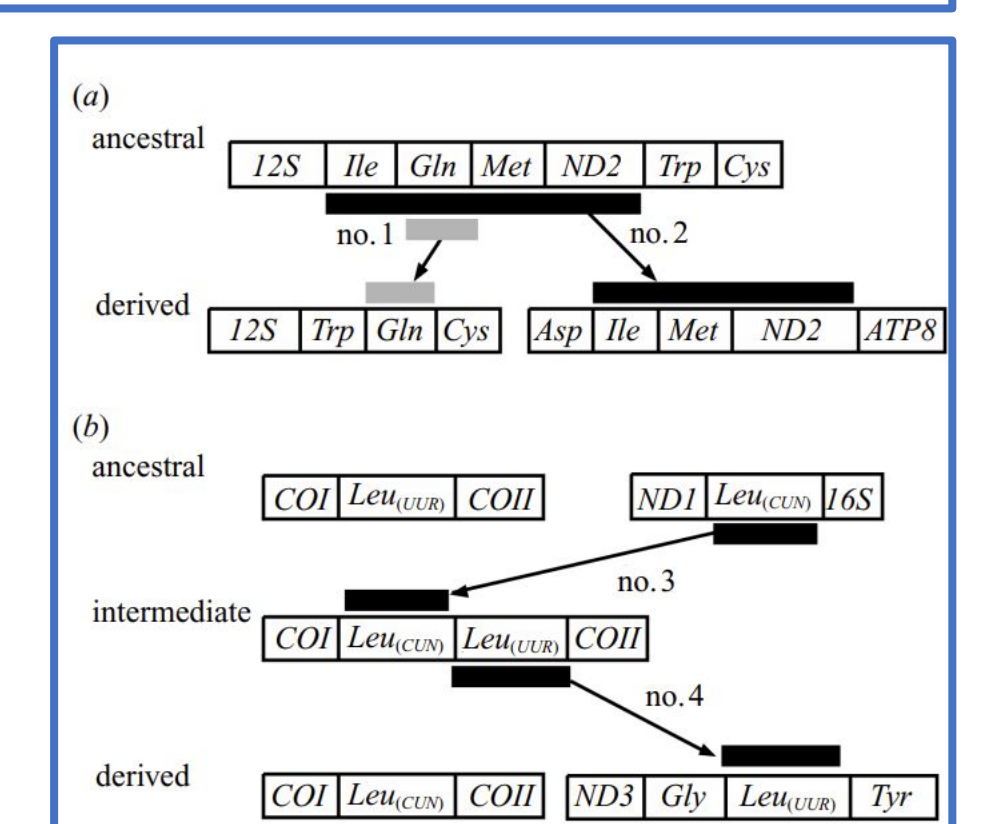 (a)
ancestral
12S Ile Gln Met ND2 Trp Cys
no. 1
no. 2
derived
12S Trp Gln Cys Asp Ile Met ND2 ATP8
(b)
ancestral
COI Leu(UUR) COII ND1 Leu(CUN) 16S
no. 3
intermediate
COI Leu(CUN) Leu(UUR) COII
no. 4
derived
COI Leu(CUN) COII ND3 Gly Leu(UUR) Tyr